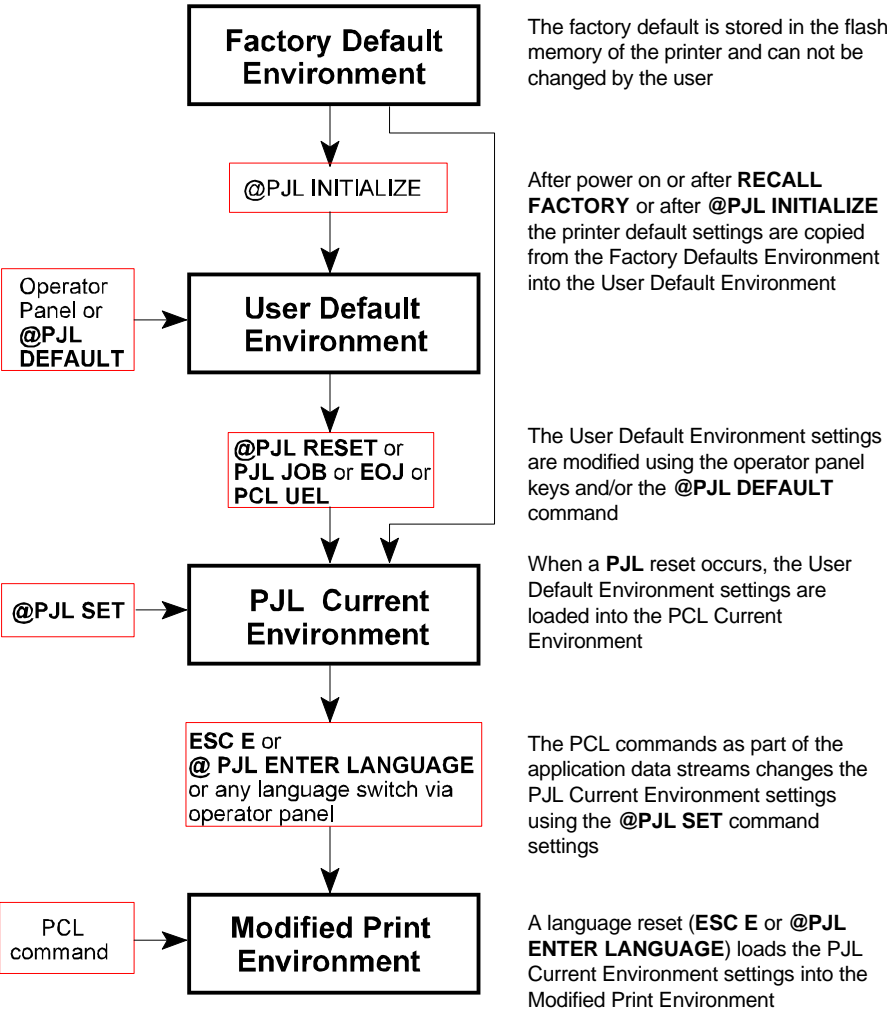 Factory Default
Environment
The factory default is stored in the flash
memory of the printer and can not be
changed by the user
@PJL INITIALIZE
After power on or after RECALL
FACTORY or after @PJL INITIALIZE
the printer default settings are copied
from the Factory Defaults Environment
into the User Default Environment
Operator
Panel or
@PJL
DEFAULT
User Default
Environment
@PJL RESET or
PJL JOB or EOJ or
PCL UEL
The User Default Environment settings
are modified using the operator panel
keys and/or the @PJL DEFAULT
command
@PJL SET
PJL Current
Environment
When a PJL reset occurs, the User
Default Environment settings are
loaded into the PCL Current
Environment
ESC E or
@ PJL ENTER LANGUAGE
or any language switch via
operator panel
The PCL commands as part of the
application data streams changes the
PJL Current Environment settings
using the @PJL SET command
settings
PCL
command
Modified Print
Environment
A language reset (ESC E or @PJL
ENTER LANGUAGE) loads the PJL
Current Environment settings into the
Modified Print Environment